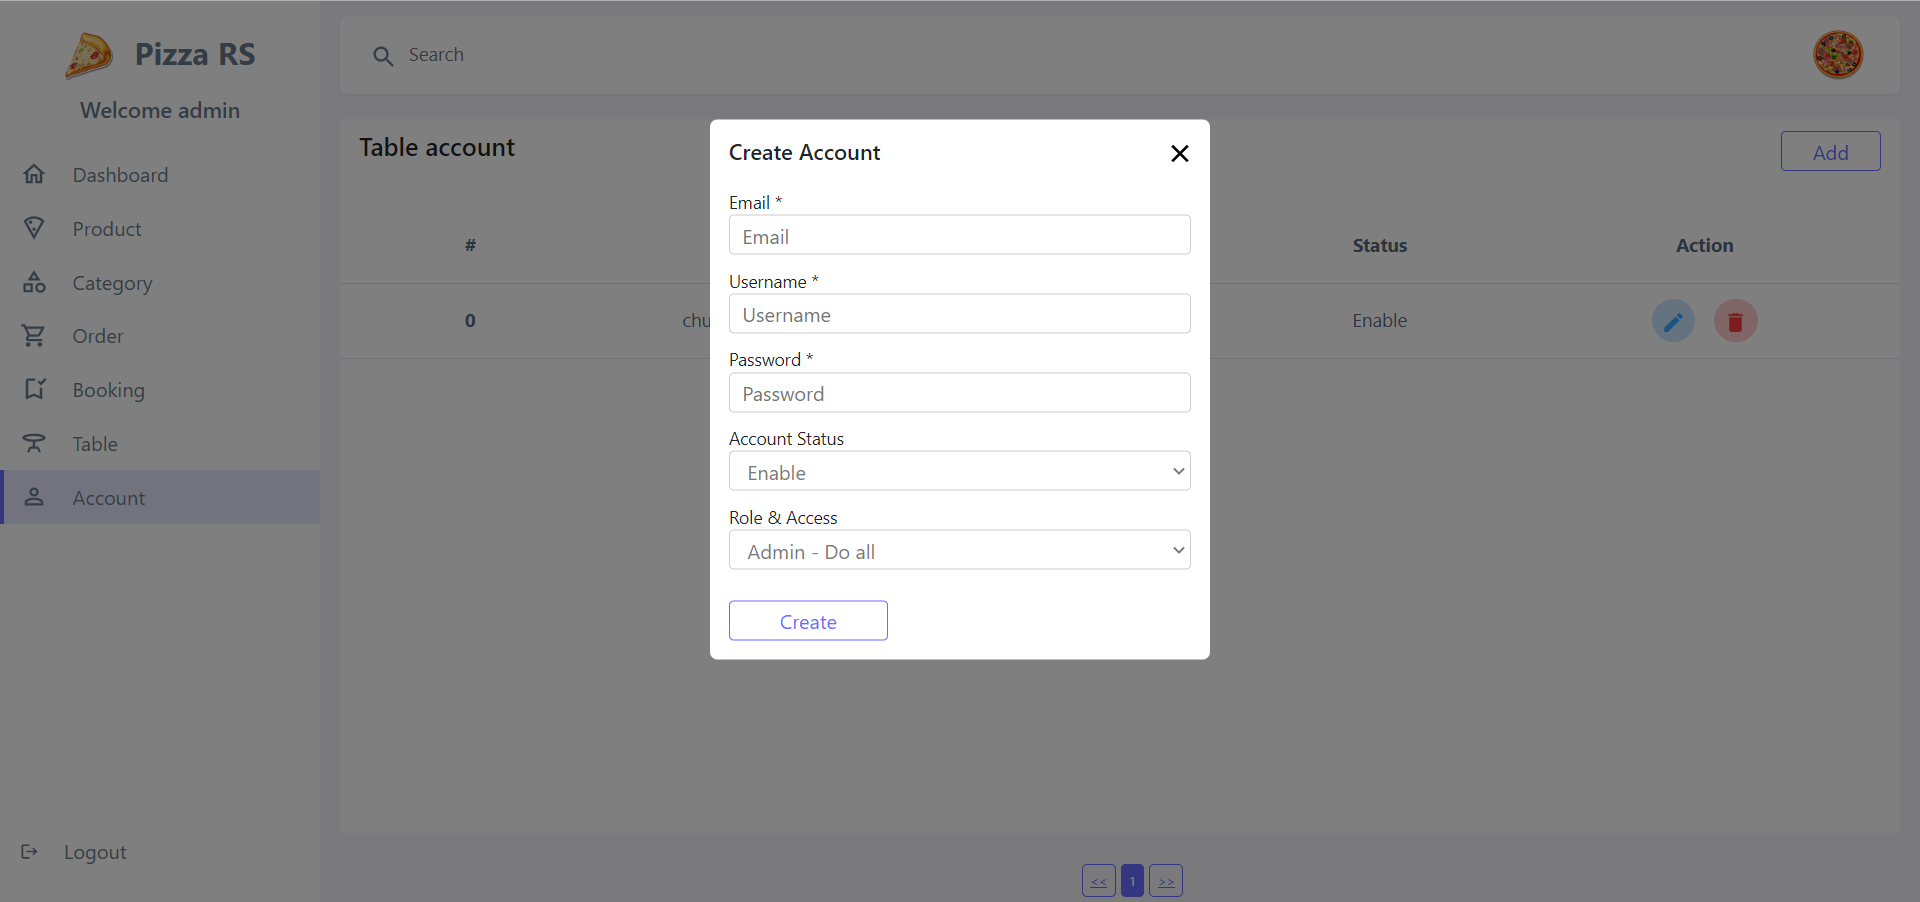 Pizza RS
Welcome admin
Dashboard
Product
Category
Order
Booking
Table
Account
Logout
Search
Table account
Add
# Status Action
0 chu Enable
Create Account
Email *
Email
Username *
Username
Password *
Password
Account Status
Enable
Role & Access
Admin - Do all
Create
<< 1 >>